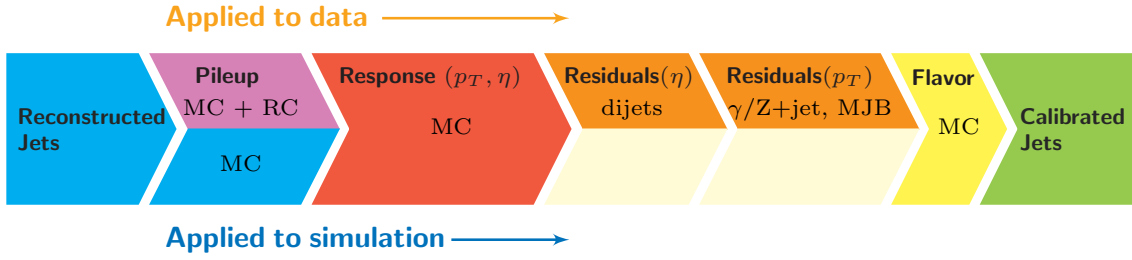 Applied to data
Reconstructed
Jets
Pileup
MC + RC
MC
Response (p_T, η)
MC
Residuals(η)
dijets
Residuals(p_T)
γ/Z+jet, MJB
Flavor
MC
Calibrated
Jets
Applied to simulation